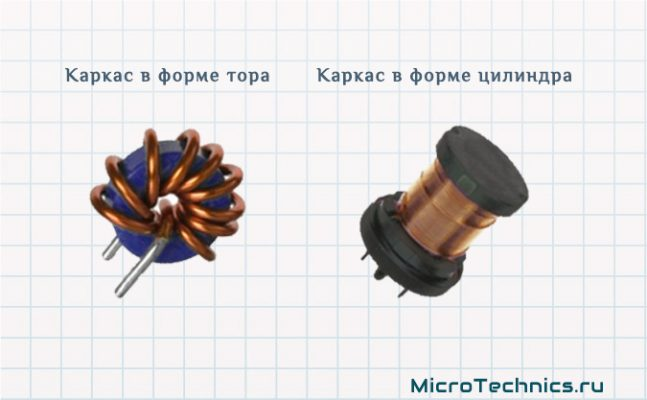 Каркас в форме тора
Каркас в форме цилиндра
MicroTechnics.ru